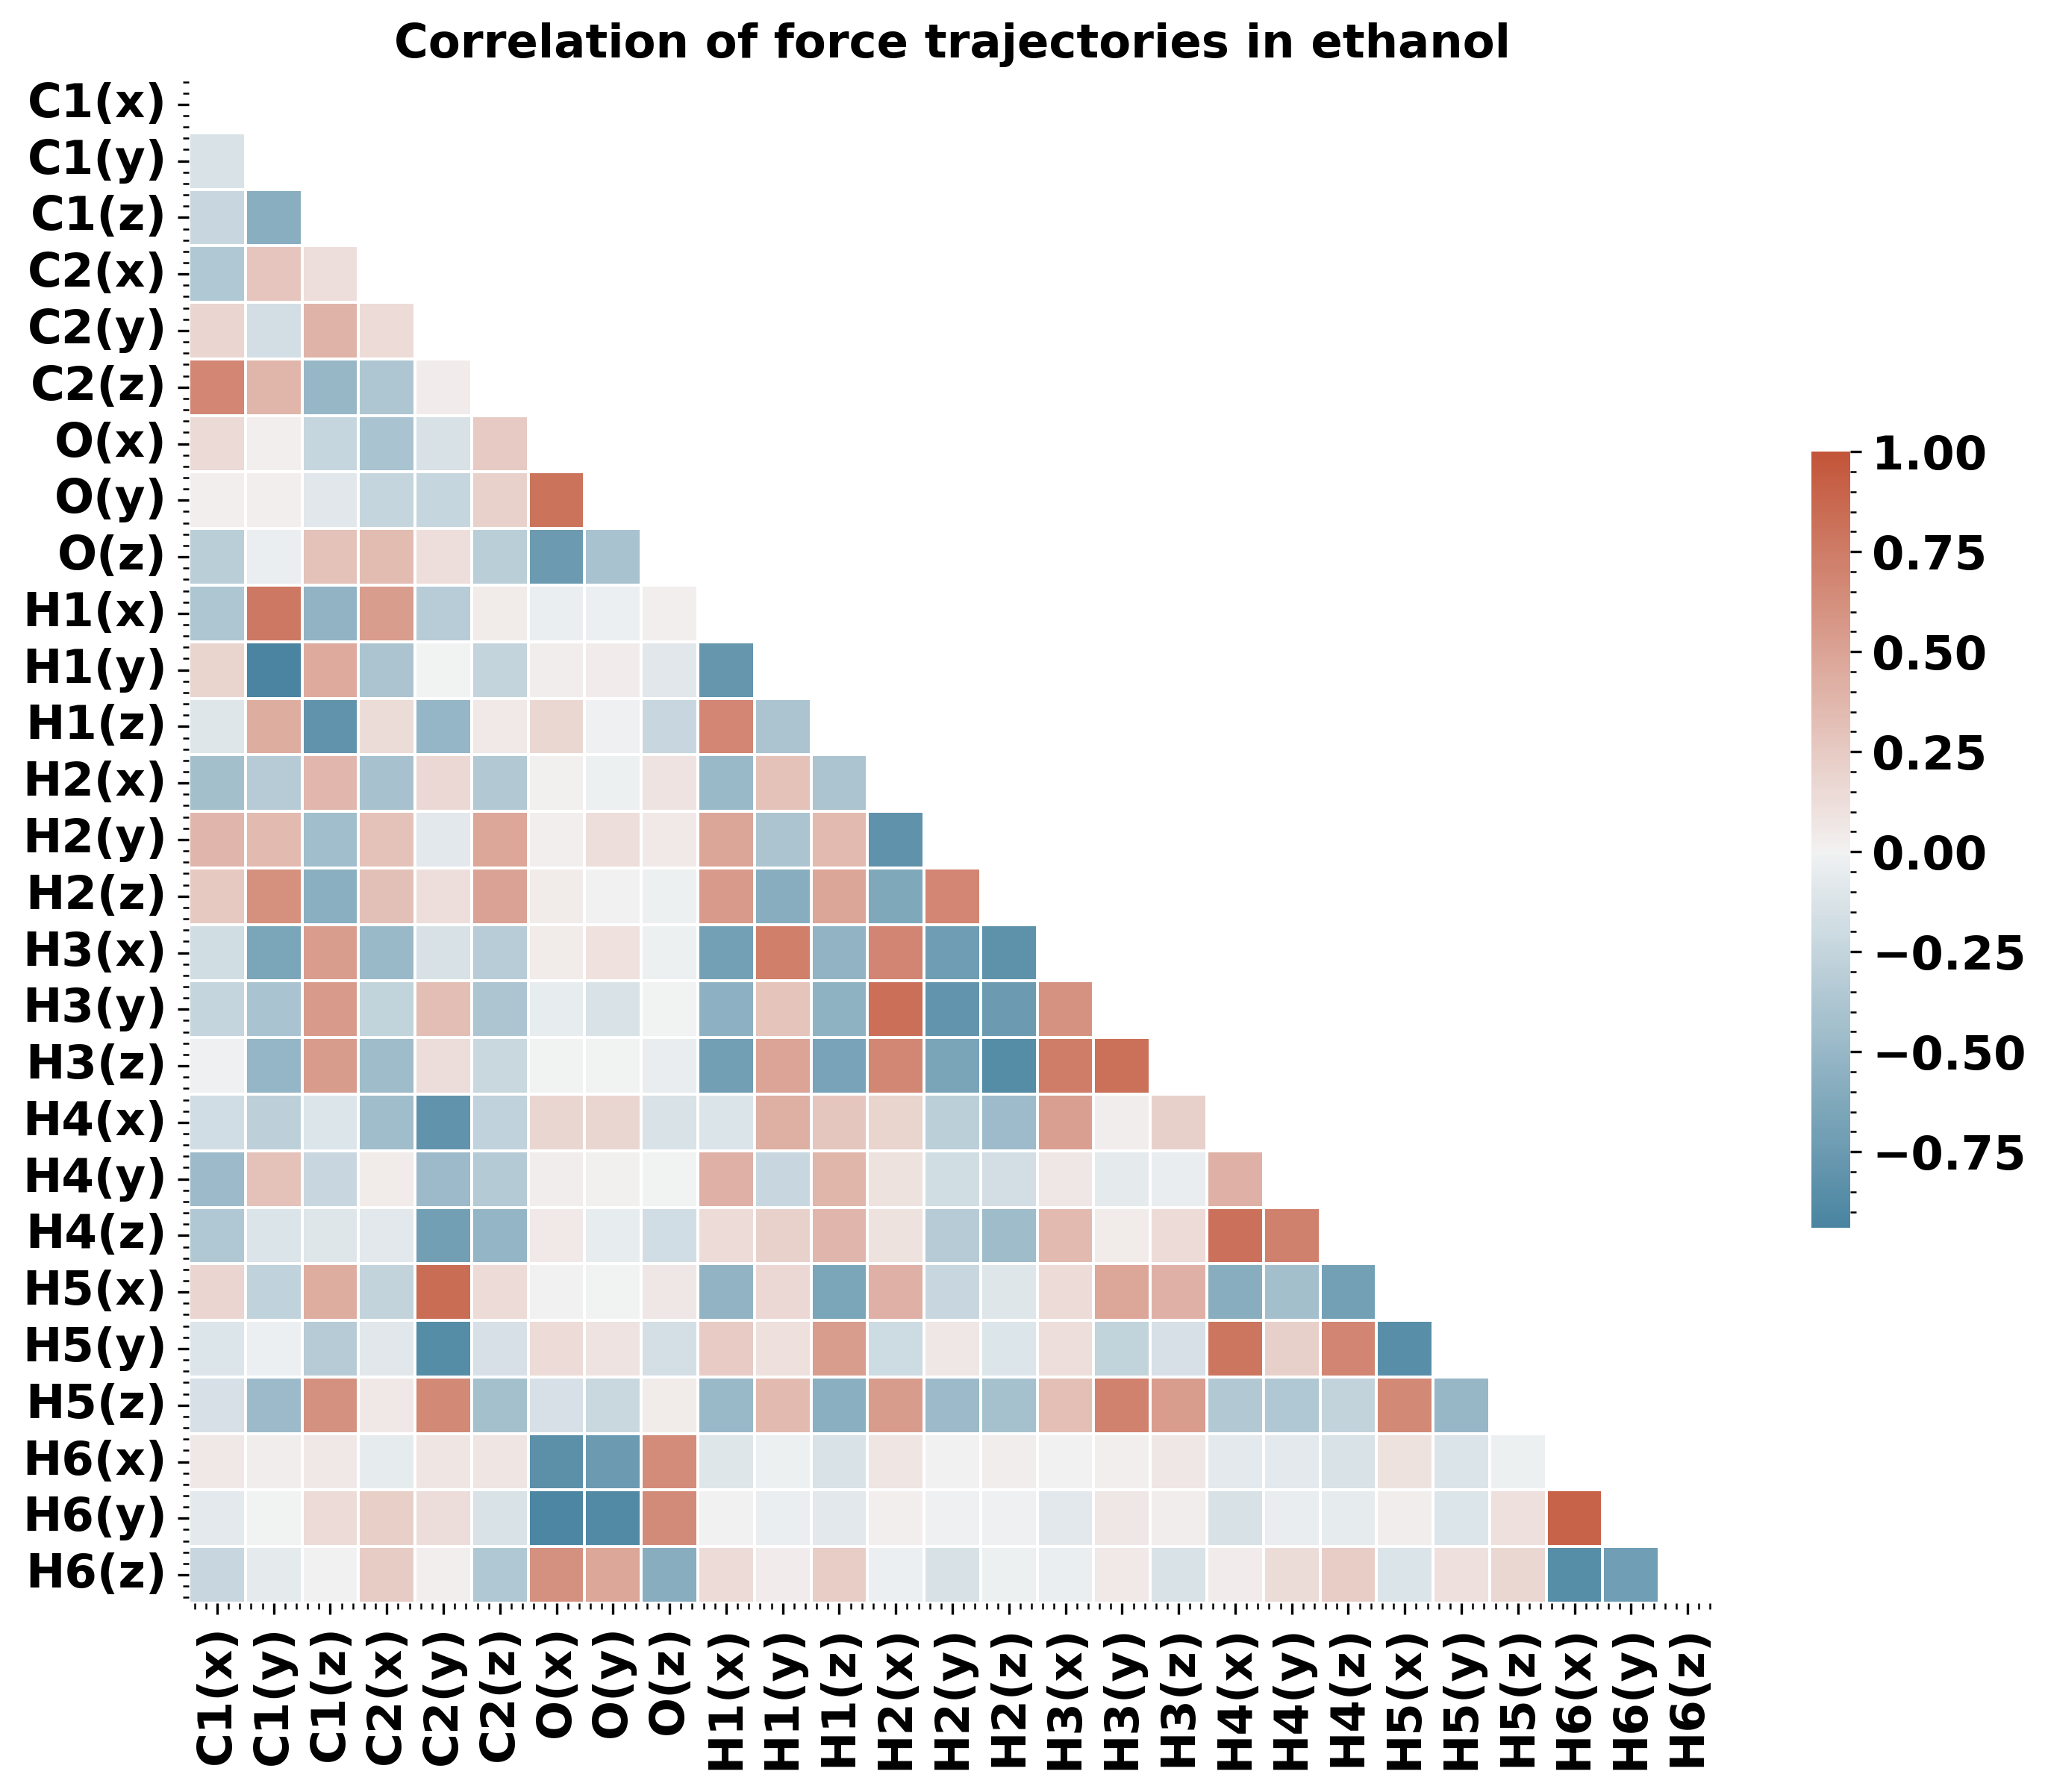 Correlation of force trajectories in ethanol
C1(x)
C1(y)
C1(z)
C2(x)
C2(y)
C2(z)
O(x)
O(y)
O(z)
H1(x)
H1(y)
H1(z)
H2(x)
H2(y)
H2(z)
H3(x)
H3(y)
H3(z)
H4(x)
H4(y)
H4(z)
H5(x)
H5(y)
H5(z)
H6(x)
H6(y)
H6(z)
C1(x)
C1(y)
C1(z)
C2(x)
C2(y)
C2(z)
O(x)
O(y)
O(z)
H1(x)
H1(y)
H1(z)
H2(x)
H2(y)
H2(z)
H3(x)
H3(y)
H3(z)
H4(x)
H4(y)
H4(z)
H5(x)
H5(y)
H5(z)
H6(x)
H6(y)
H6(z)
1.00
0.75
0.50
0.25
0.00
−0.25
−0.50
−0.75